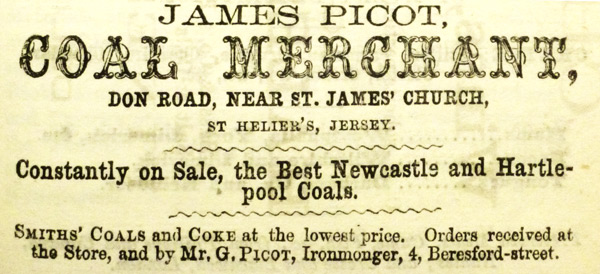 JAMES PICOT,
COAL MERCHANT,
DON ROAD, NEAR ST. JAMES' CHURCH,
ST HELIER'S, JERSEY.
Constantly on Sale, the Best Newcastle and Hartle-
pool Coals.
SMITHS' COALS and COKE at the lowest price. Orders received at
the Store, and by Mr. G. PICOT, Ironmonger, 4, Beresford-street.